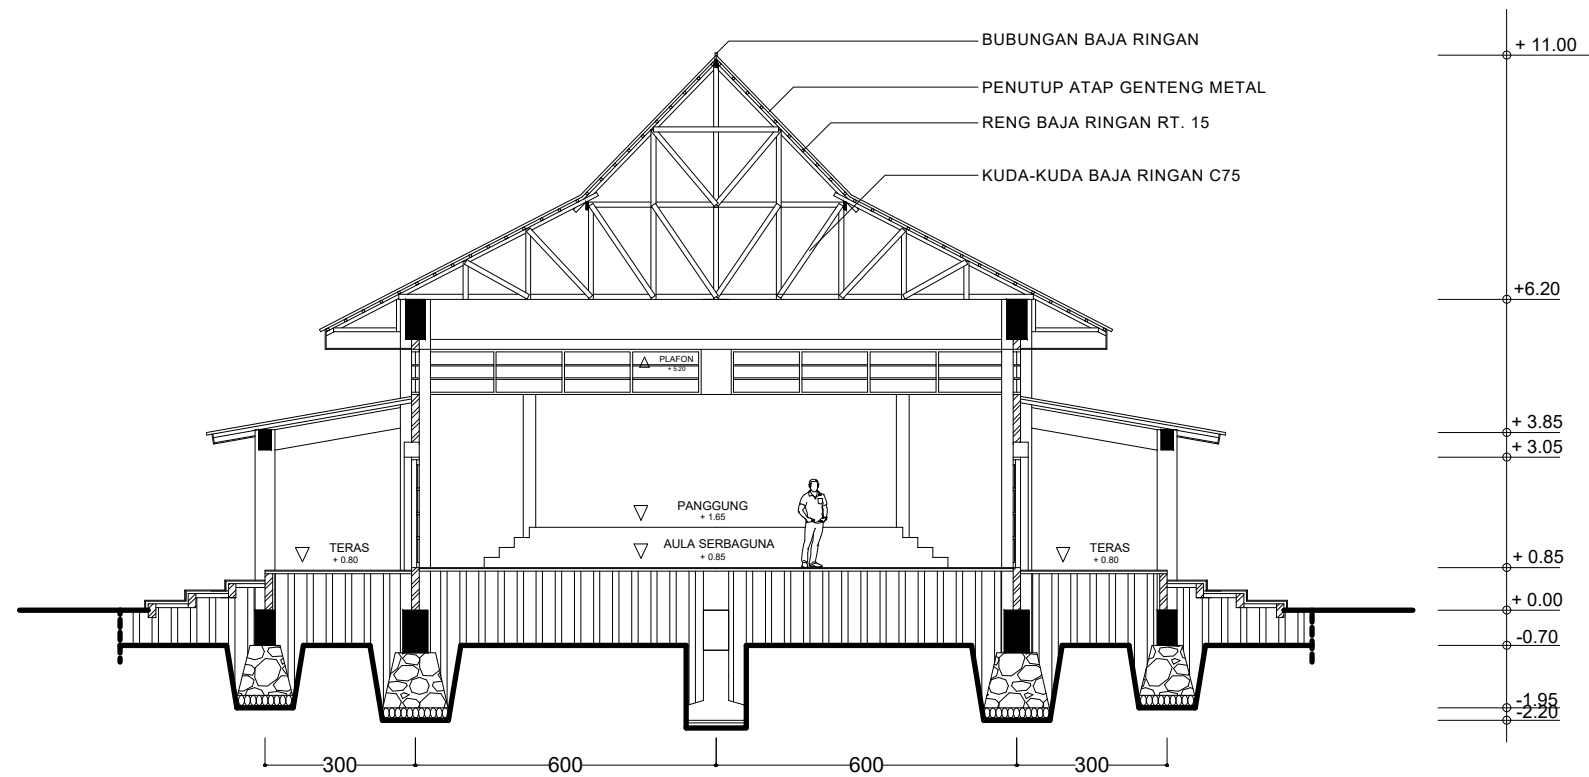 BUBUNGAN BAJA RINGAN
+ 11.00
PENUTUP ATAP GENTENG METAL
RENG BAJA RINGAN RT. 15
KUDA-KUDA BAJA RINGAN C75
+6.20
PLAFON
+ 5.20
+ 3.85
+ 3.05
PANGGUNG
+ 1.65
TERAS
+ 0.80
AULA SERBAGUNA
+ 0.85
TERAS
+ 0.80
+ 0.85
+ 0.00
-0.70
-1.95
-2.20
300
600
600
300